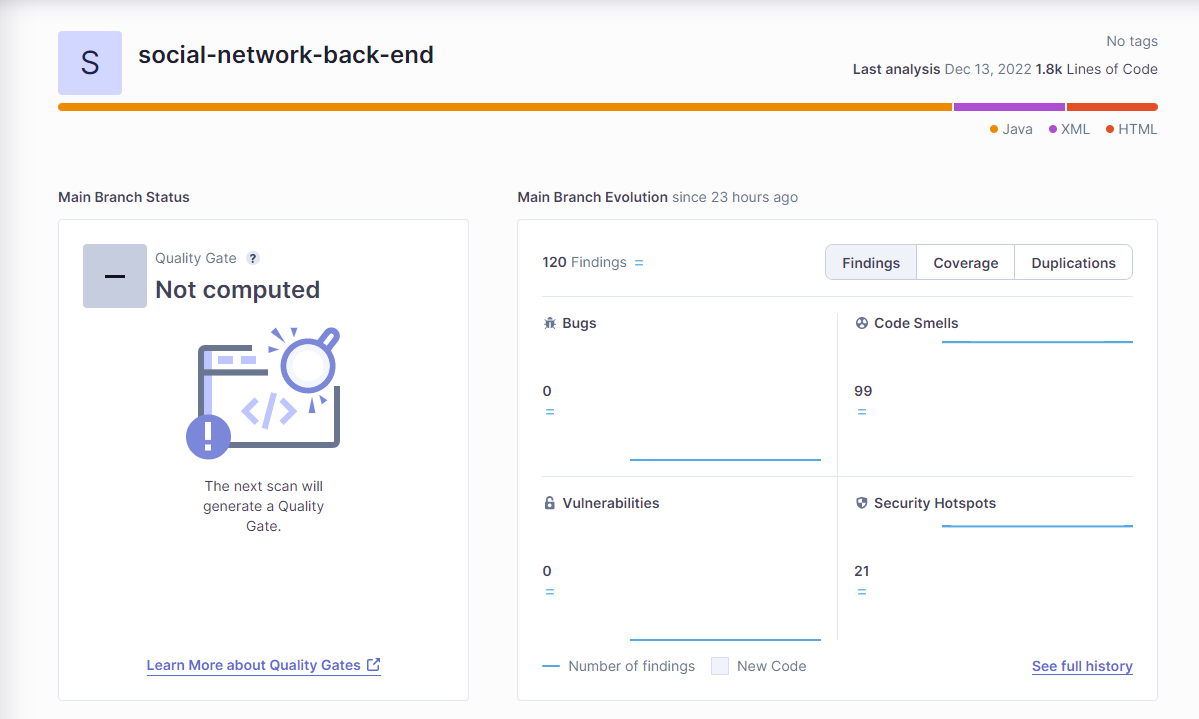 S
social-network-back-end
No tags
Last analysis Dec 13, 2022 1.8k Lines of Code
Java XML HTML
Main Branch Status
Quality Gate ?
Not computed
</>
!
The next scan will
generate a Quality
Gate.
Learn More about Quality Gates
Main Branch Evolution since 23 hours ago
120 Findings =
Findings Coverage Duplications
Bugs
0
=
Code Smells
99
=
Vulnerabilities
0
=
Security Hotspots
21
=
Number of findings New Code
See full history